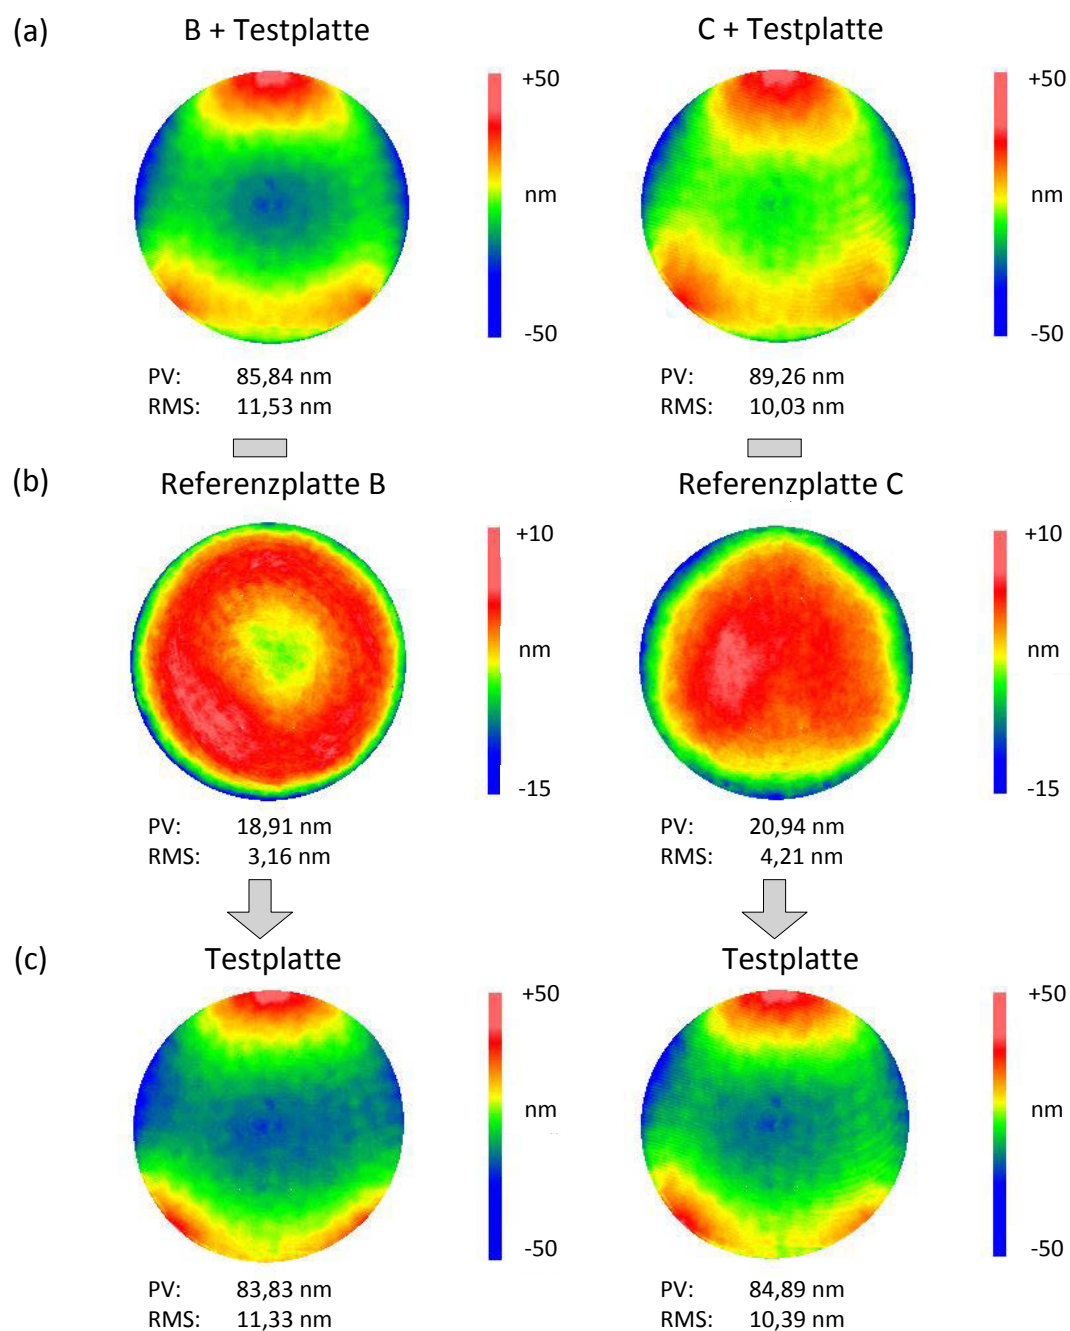 (a)
B + Testplatte
C + Testplatte
+50
nm
-50
+50
nm
-50
PV: 85,84 nm
RMS: 11,53 nm
PV: 89,26 nm
RMS: 10,03 nm
(b)
Referenzplatte B
Referenzplatte C
+10
nm
-15
+10
nm
-15
PV: 18,91 nm
RMS: 3,16 nm
PV: 20,94 nm
RMS: 4,21 nm
(c)
Testplatte
Testplatte
+50
nm
-50
+50
nm
-50
PV: 83,83 nm
RMS: 11,33 nm
PV: 84,89 nm
RMS: 10,39 nm